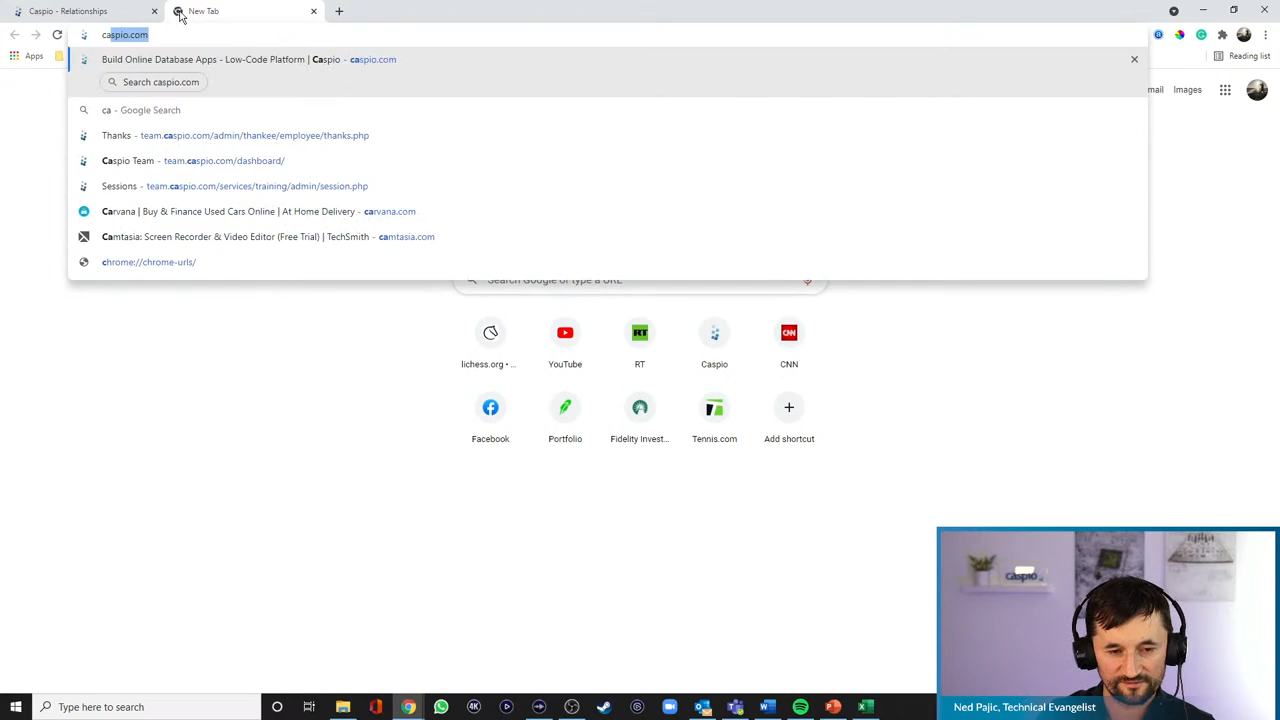 Caspio - Relationships
New Tab
caspio.com
Apps
Reading list
Build Online Database Apps - Low-Code Platform | Caspio - caspio.com
Search caspio.com
ca - Google Search
Thanks - team.caspio.com/admin/thankee/employee/thanks.php
Caspio Team - team.caspio.com/dashboard/
Sessions - team.caspio.com/services/training/admin/session.php
Carvana | Buy & Finance Used Cars Online | At Home Delivery - carvana.com
Camtasia: Screen Recorder & Video Editor (Free Trial) | TechSmith - camtasia.com
chrome://chrome-urls/
mail Images
Search Google or type a URL
RT CNN
lichess.org • ... YouTube RT Caspio CNN
Facebook Portfolio Fidelity Invest... Tennis.com Add shortcut
caspio
Ned Pajic, Technical Evangelist
Type here to search
4K